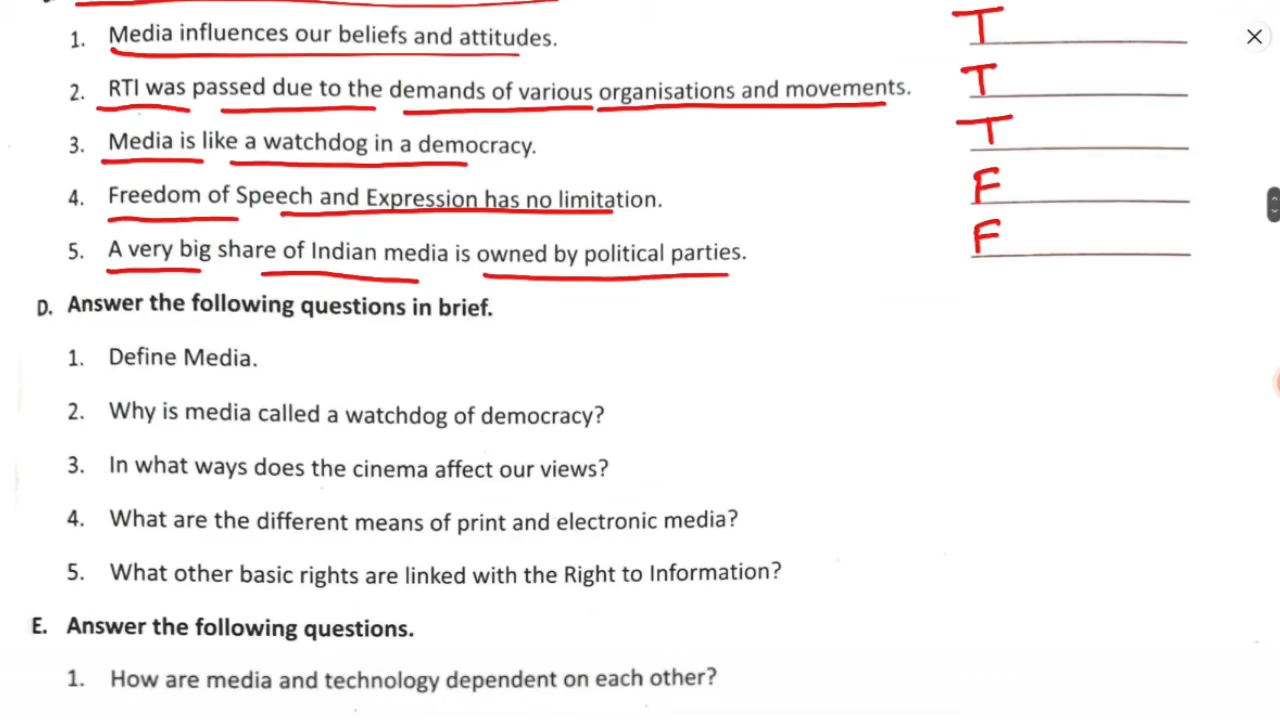 1. Media influences our beliefs and attitudes. T
2. RTI was passed due to the demands of various organisations and movements. T
3. Media is like a watchdog in a democracy. T
4. Freedom of Speech and Expression has no limitation. F
5. A very big share of Indian media is owned by political parties. F
D. Answer the following questions in brief.
1. Define Media.
2. Why is media called a watchdog of democracy?
3. In what ways does the cinema affect our views?
4. What are the different means of print and electronic media?
5. What other basic rights are linked with the Right to Information?
E. Answer the following questions.
1. How are media and technology dependent on each other?